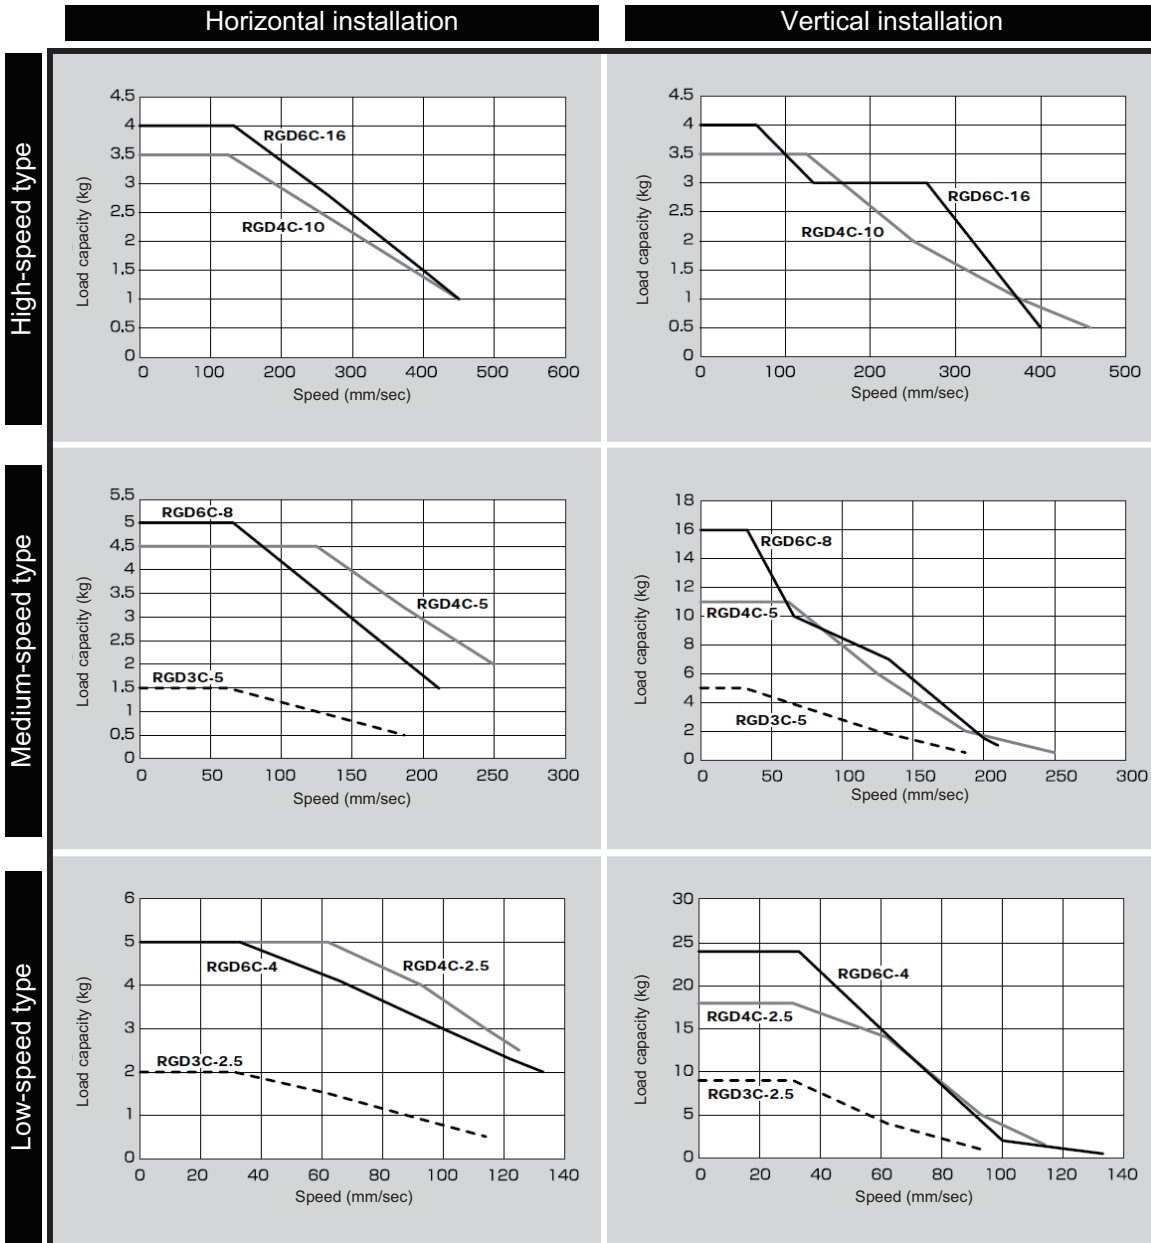 Horizontal installation
Vertical installation
High-speed type
4.5
4
3.5
3
2.5
2
1.5
1
0.5
0
Load capacity (kg)
RGD6C-16
RGD4C-10
0 100 200 300 400 500 600
Speed (mm/sec)
4.5
4
3.5
3
2.5
2
1.5
1
0.5
0
Load capacity (kg)
RGD6C-16
RGD4C-10
0 100 200 300 400 500
Speed (mm/sec)
Medium-speed type
5.5
5
4.5
4
3.5
3
2.5
2
1.5
1
0.5
0
Load capacity (kg)
RGD6C-8
RGD4C-5
RGD3C-5
0 50 100 150 200 250 300
Speed (mm/sec)
18
16
14
12
10
8
6
4
2
0
Load capacity (kg)
RGD6C-8
RGD4C-5
RGD3C-5
0 50 100 150 200 250 300
Speed (mm/sec)
Low-speed type
6
5
4
3
2
1
0
Load capacity (kg)
RGD6C-4
RGD4C-2.5
RGD3C-2.5
0 20 40 60 80 100 120 140
Speed (mm/sec)
30
25
20
15
10
5
0
Load capacity (kg)
RGD6C-4
RGD4C-2.5
RGD3C-2.5
0 20 40 60 80 100 120 140
Speed (mm/sec)